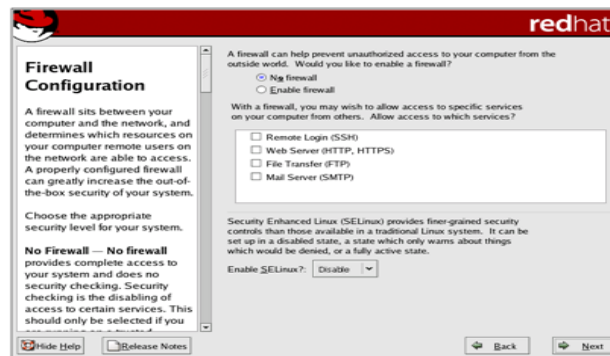 redhat
Firewall
Configuration
A firewall sits between your
computer and the network, and
determines which resources on
your computer remote users on
the network are able to access.
A properly configured firewall
can greatly increase the out-of-
the-box security of your system.
Choose the appropriate
security level for your system.
No Firewall — No firewall
provides complete access to
your system and does no
security checking. Security
checking is the disabling of
access to certain services. This
should only be selected if you
A firewall can help prevent unauthorized access to your computer from the
outside world. Would you like to enable a firewall?
No firewall
Enable firewall
With a firewall, you may wish to allow access to specific services
on your computer from others. Allow access to which services?
Remote Login (SSH)
Web Server (HTTP, HTTPS)
File Transfer (FTP)
Mail Server (SMTP)
Security Enhanced Linux (SELinux) provides finer-grained security
controls than those available in a traditional Linux system. It can be
set up in a disabled state, a state which only warns about things
which would be denied, or a fully active state.
Enable SELinux?: Disable
Hide Help
Release Notes
Back
Next